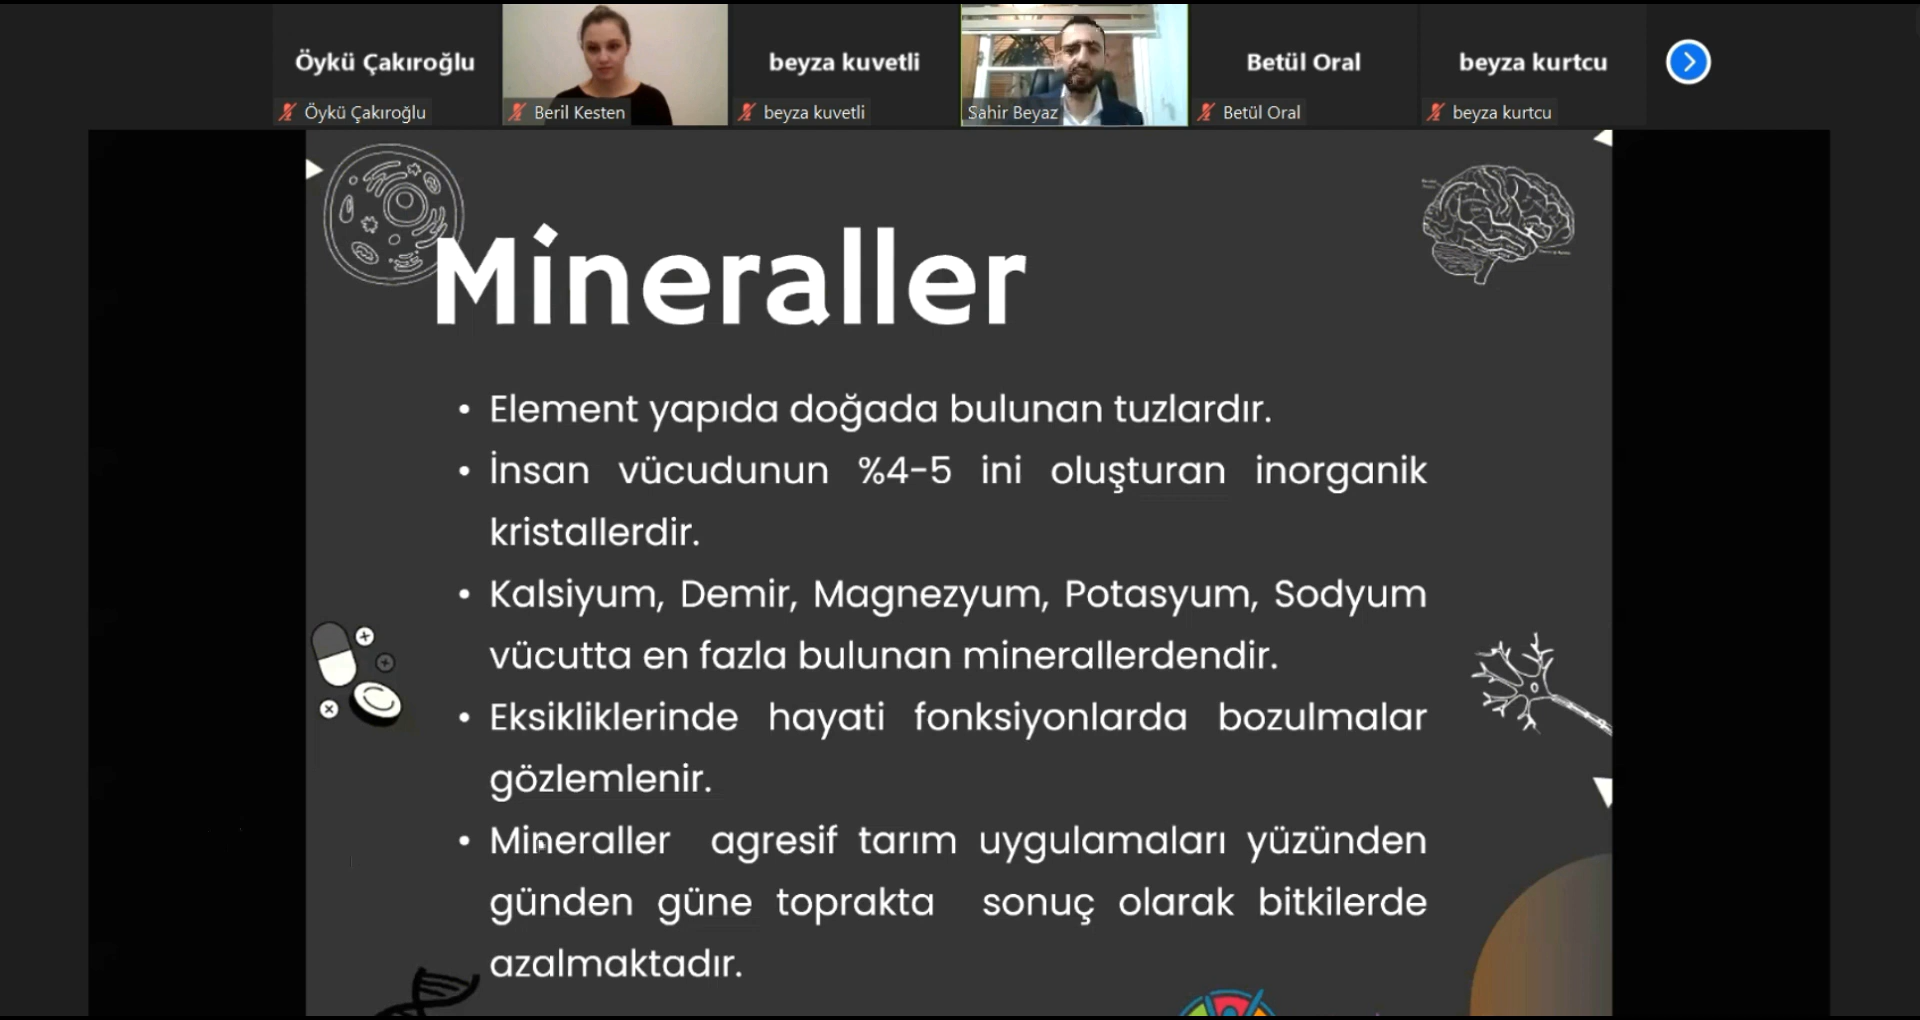 Öykü Çakıroğlu
beyza kuvetli
Betül Oral
beyza kurtcu
Öykü Çakıroğlu
Beril Kesten
beyza kuvetli
Sahir Beyaz
Betül Oral
beyza kurtcu
Mineraller
• Element yapıda doğada bulunan tuzlardır.
• İnsan vücudunun %4-5 ini oluşturan inorganik
kristallerdir.
• Kalsiyum, Demir, Magnezyum, Potasyum, Sodyum
vücutta en fazla bulunan minerallerdendir.
• Eksikliklerinde hayati fonksiyonlarda bozulmalar
gözlemlenir.
• Mineraller agresif tarım uygulamaları yüzünden
günden güne toprakta sonuç olarak bitkilerde
azalmaktadır.